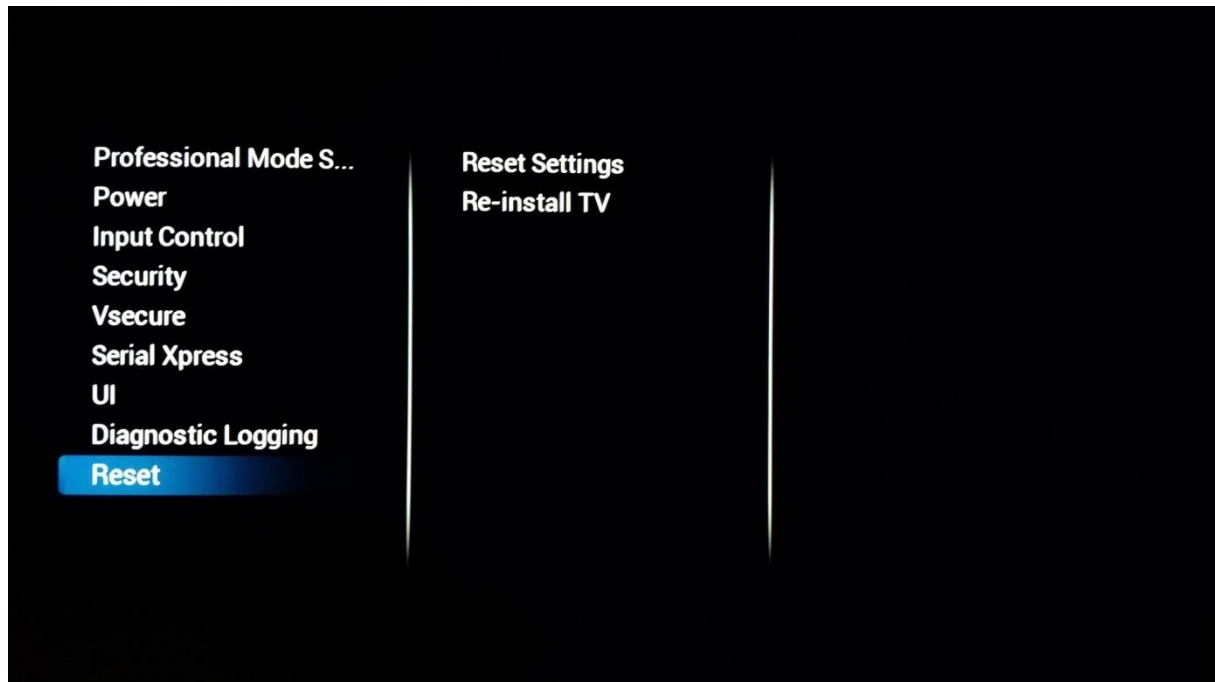 Professional Mode S...
Power
Input Control
Security
Vsecure
Serial Xpress
UI
Diagnostic Logging
Reset
Reset Settings
Re-install TV